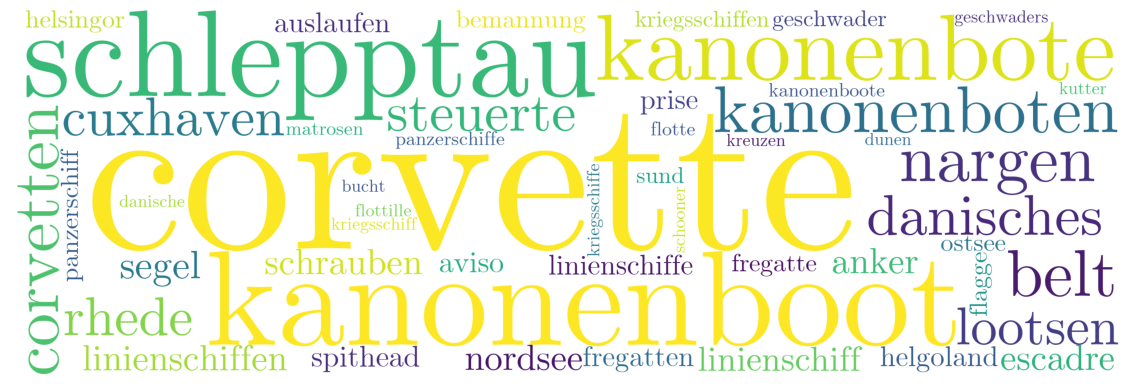 helsingor auslaufen bemannung kriegsschiffen geschwader geschwaders
schlepptau kanonenbote
cuxhaven matrosen steuerte prise kanonenboote kutter
panzerschiffe flotte kanonenboten
kreuzen dunen
corvetten panzerschiff corvette nargen
danische bucht flottille kriegsschiff kriegsschiffe sund schooner danisches
ostsee
segel schrauben aviso linienschiffe fregatte anker flagge belt
rhede kanonenboot lootsen
linienschiffen spithead nordsee fregatten linienschiff helgoland escadre